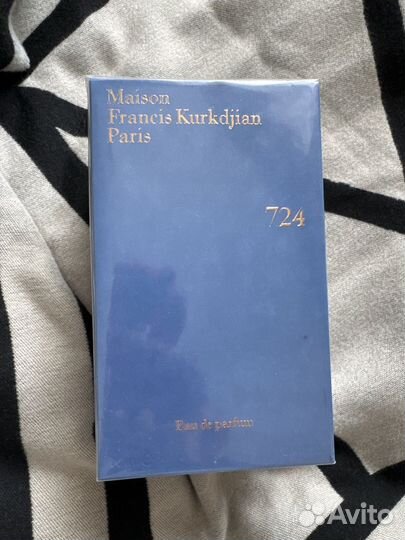 Maison
Francis Kurkdjian
Paris
724
Eau de parfum
Avito